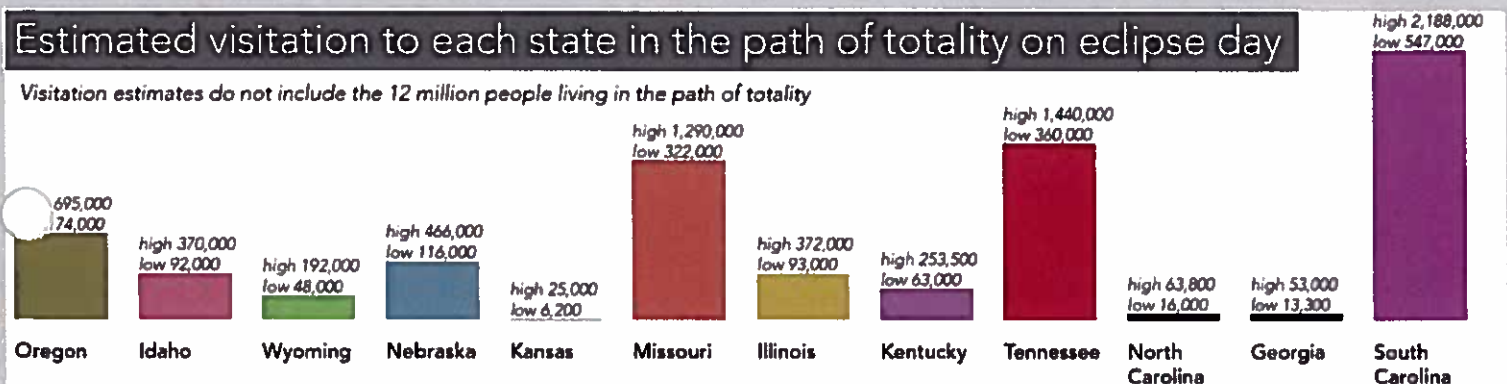 Estimated visitation to each state in the path of totality on eclipse day
Visitation estimates do not include the 12 million people living in the path of totality
695,000
74,000
Oregon
high 370,000
low 92,000
Idaho
high 192,000
low 48,000
Wyoming
high 466,000
low 116,000
Nebraska
high 25,000
low 6,200
Kansas
high 1,290,000
low 322,000
Missouri
high 372,000
low 93,000
Illinois
high 253,500
low 63,000
Kentucky
high 1,440,000
low 360,000
Tennessee
high 63,800
low 16,000
North
Carolina
high 53,000
low 13,300
Georgia
high 2,188,000
low 547,000
South
Carolina